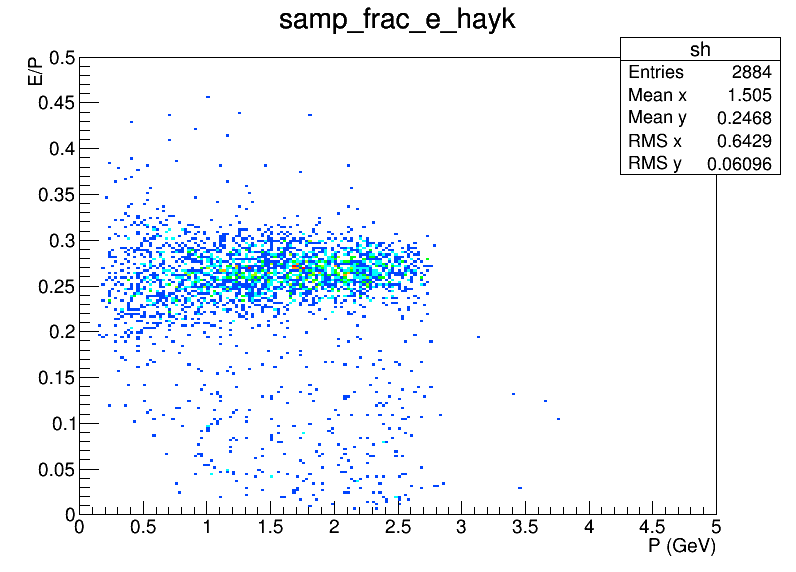 samp_frac_e_hayk
sh
Entries 2884
Mean x 1.505
Mean y 0.2468
RMS x 0.6429
RMS y 0.06096
E/P
0.5
0.45
0.4
0.35
0.3
0.25
0.2
0.15
0.1
0.05
0
0 0.5 1 1.5 2 2.5 3 3.5 4 4.5 5
P (GeV)